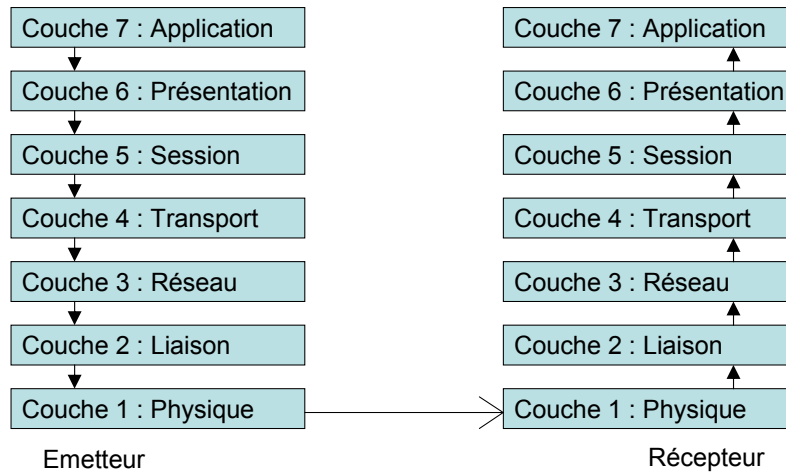 Couche 7 : Application
Couche 6 : Présentation
Couche 5 : Session
Couche 4 : Transport
Couche 3 : Réseau
Couche 2 : Liaison
Couche 1 : Physique
Emetteur
Couche 7 : Application
Couche 6 : Présentation
Couche 5 : Session
Couche 4 : Transport
Couche 3 : Réseau
Couche 2 : Liaison
Couche 1 : Physique
Récepteur